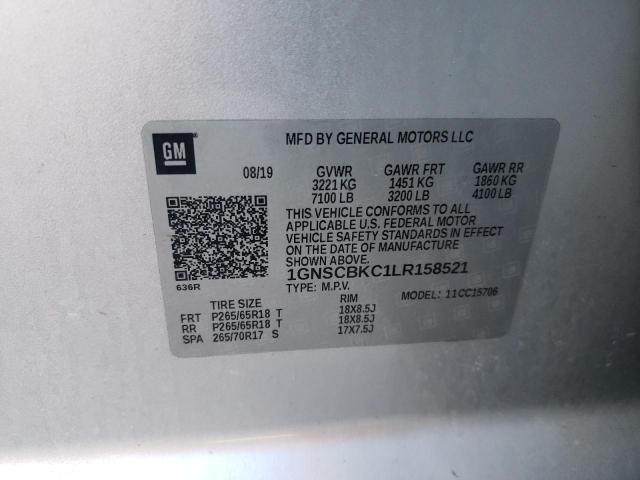 GM
MFD BY GENERAL MOTORS LLC
08/19 GVWR GAWR FRT GAWR RR
3221 KG 1451 KG 1860 KG
7100 LB 3200 LB 4100 LB
THIS VEHICLE CONFORMS TO ALL
APPLICABLE U.S. FEDERAL MOTOR
VEHICLE SAFETY STANDARDS IN EFFECT
ON THE DATE OF MANUFACTURE
SHOWN ABOVE.
1GNSCBKC1LR158521
636R
TYPE: M.P.V. MODEL: 11CC15706
TIRE SIZE RIM
FRT P265/65R18 T 18X8.5J
RR P265/65R18 T 18X8.5J
SPA 265/70R17 S 17X7.5J